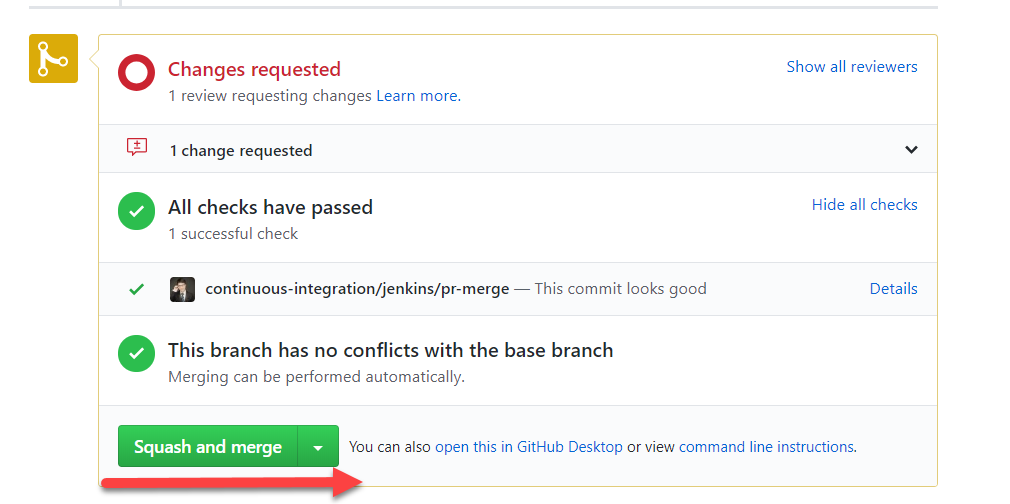 Changes requested
Show all reviewers
1 review requesting changes Learn more.
1 change requested
All checks have passed
Hide all checks
1 successful check
continuous-integration/jenkins/pr-merge — This commit looks good
Details
This branch has no conflicts with the base branch
Merging can be performed automatically.
Squash and merge
You can also open this in GitHub Desktop or view command line instructions.